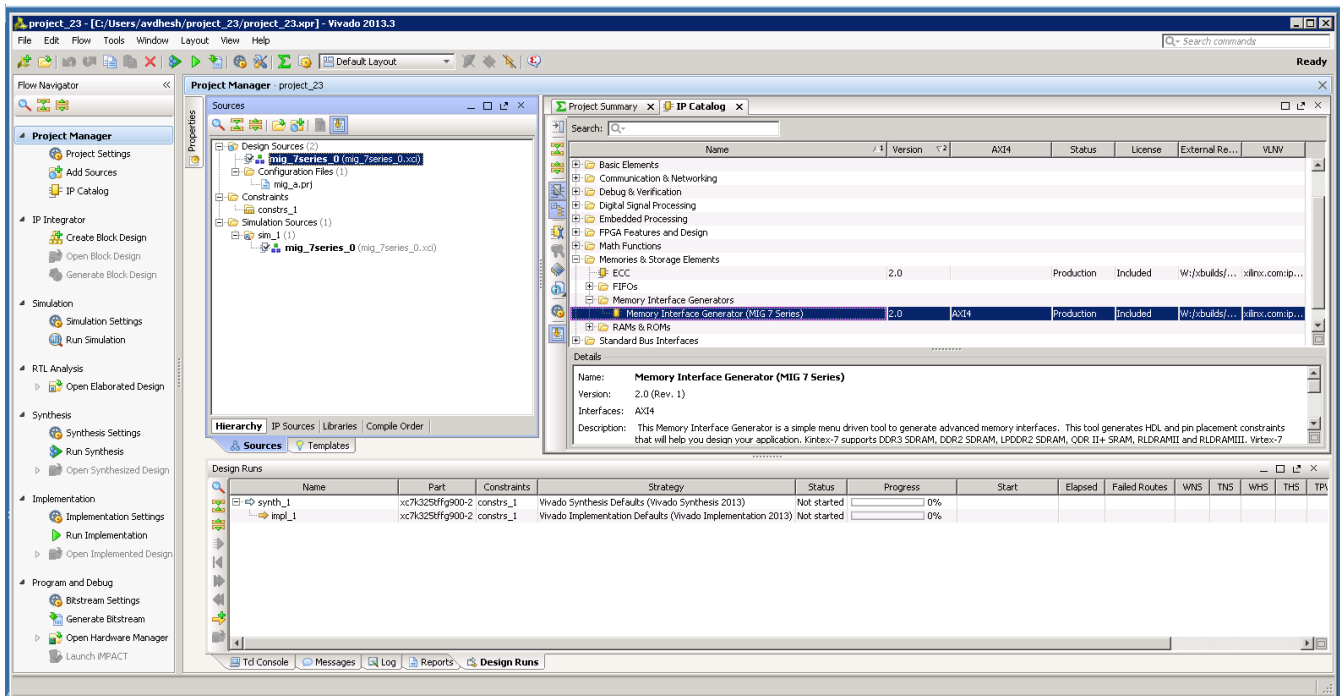 project_23 - [C:/Users/avdhesh/project_23/project_23.xpr] - Vivado 2013.3
File Edit Flow Tools Window Layout View Help
Search commands
Default Layout
Ready
Flow Navigator
Project Manager
Project Settings
Add Sources
IP Catalog
IP Integrator
Create Block Design
Open Block Design
Generate Block Design
Simulation
Simulation Settings
Run Simulation
RTL Analysis
Open Elaborated Design
Synthesis
Synthesis Settings
Run Synthesis
Open Synthesized Design
Implementation
Implementation Settings
Run Implementation
Open Implemented Design
Program and Debug
Bitstream Settings
Generate Bitstream
Open Hardware Manager
Launch iMPACT
Project Manager - project_23
Properties
Sources
Design Sources (2)
mig_7series_0 (mig_7series_0.xci)
Configuration Files (1)
mig_a.prj
Constraints
constrs_1
Simulation Sources (1)
sim_1 (1)
mig_7series_0 (mig_7series_0.xci)
Hierarchy IP Sources Libraries Compile Order
Sources Templates
Project Summary IP Catalog
Search:
Name 1 Version 2 AXI4 Status License External Re... VLNV
Basic Elements
Communication & Networking
Debug & Verification
Digital Signal Processing
Embedded Processing
FPGA Features and Design
Math Functions
Memories & Storage Elements
ECC 2.0 Production Included W:/xbuilds/... xilinx.com:ip...
FIFOs
Memory Interface Generators
Memory Interface Generator (MIG 7 Series) 2.0 AXI4 Production Included W:/xbuilds/... xilinx.com:ip...
RAMs & ROMs
Standard Bus Interfaces
Details
Name: Memory Interface Generator (MIG 7 Series)
Version: 2.0 (Rev. 1)
Interfaces: AXI4
Description: This Memory Interface Generator is a simple menu driven tool to generate advanced memory interfaces. This tool generates HDL and pin placement constraints
that will help you design your application. Kintex-7 supports DDR3 SDRAM, DDR2 SDRAM, LPDDR2 SDRAM, QDR II+ SRAM, RLDRAMII and RLDRAMIII. Virtex-7
Design Runs
Name Part Constraints Strategy Status Progress Start Elapsed Failed Routes WNS TNS WHS THS TPV
synth_1 xc7k325tffg900-2 constrs_1 Vivado Synthesis Defaults (Vivado Synthesis 2013) Not started 0%
impl_1 xc7k325tffg900-2 constrs_1 Vivado Implementation Defaults (Vivado Implementation 2013) Not started 0%
Tcl Console Messages Log Reports Design Runs